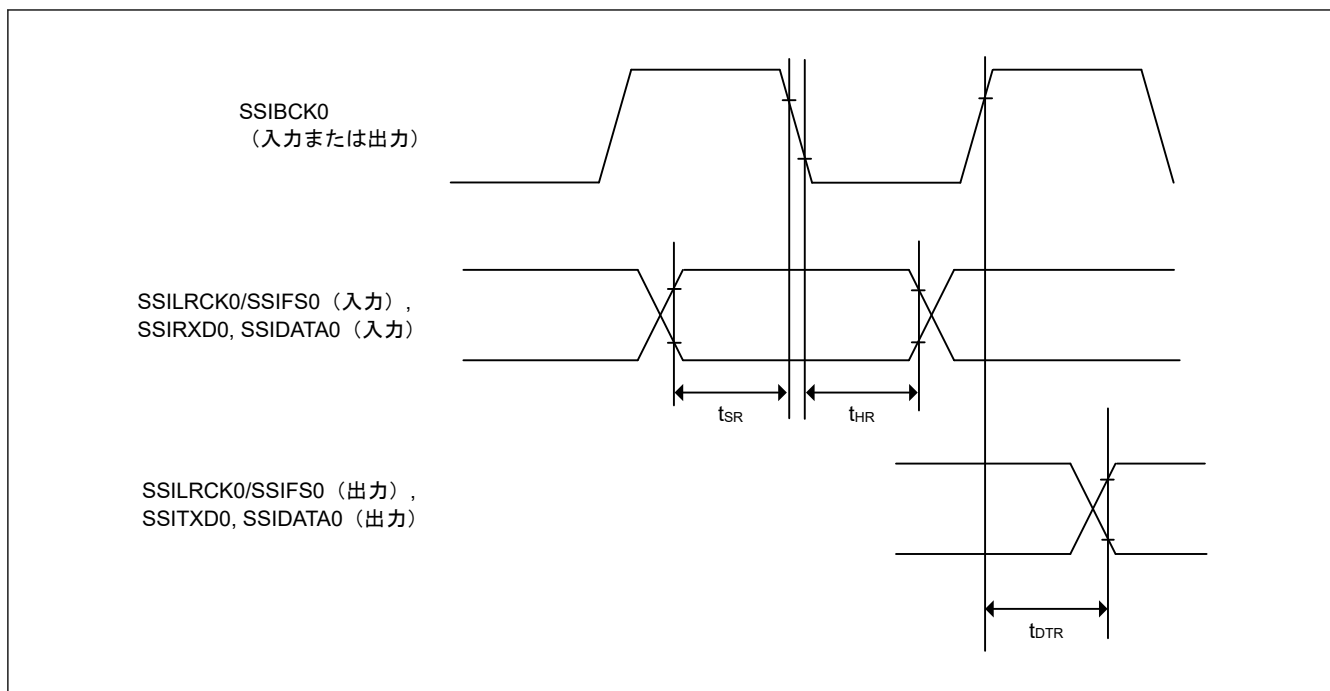 SSIBCK0
（入力または出力）
SSILRCK0/SSIFS0（入力）,
SSIRXD0, SSIDATA0（入力）
tSR
tHR
SSILRCK0/SSIFS0（出力）,
SSITXD0, SSIDATA0（出力）
tDTR